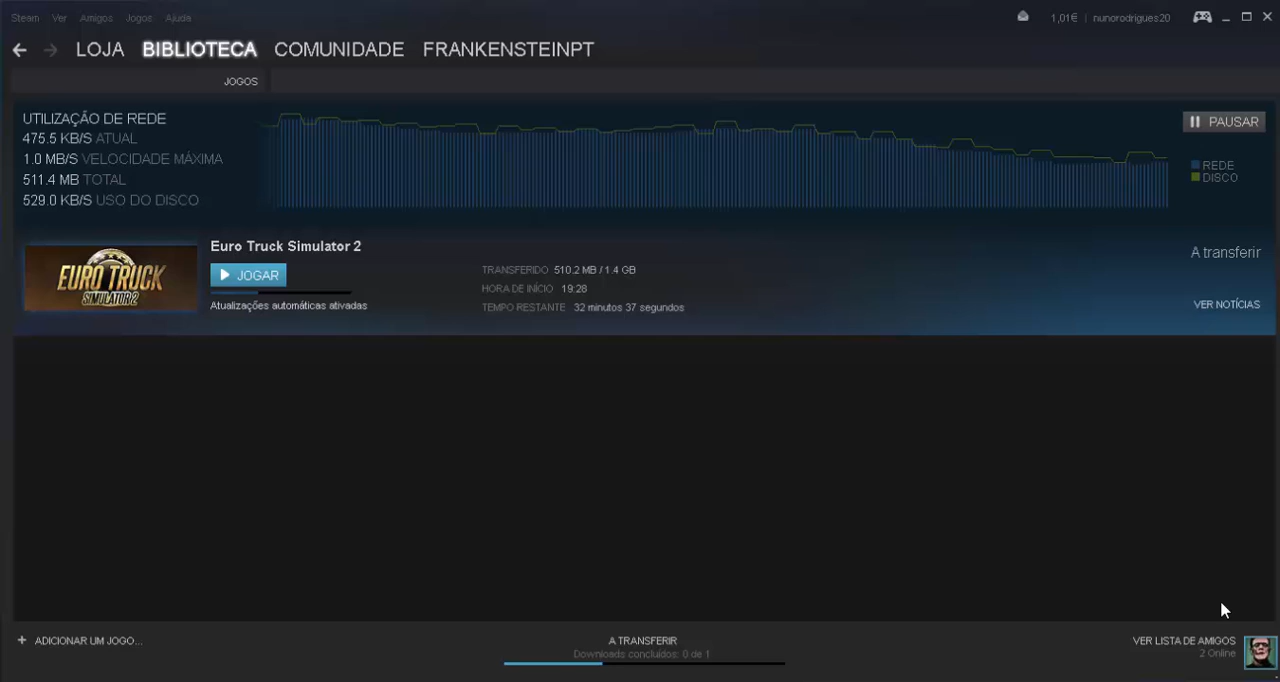 Steam Ver Amigos Jogos Ajuda
1,01€ | nunorodrigues20
LOJA BIBLIOTECA COMUNIDADE FRANKENSTEINPT
JOGOS
UTILIZAÇÃO DE REDE
475.5 KB/S ATUAL
1.0 MB/S VELOCIDADE MÁXIMA
511.4 MB TOTAL
529.0 KB/S USO DO DISCO
PAUSAR
REDE
DISCO
EURO TRUCK
SIMULATOR 2
Euro Truck Simulator 2
JOGAR
Atualizações automáticas ativadas
TRANSFERIDO 510.2 MB / 1.4 GB
HORA DE INÍCIO 19:28
TEMPO RESTANTE 32 minutos 37 segundos
A transferir
VER NOTÍCIAS
+ ADICIONAR UM JOGO...
A TRANSFERIR
Downloads concluídos: 0 de 1
VER LISTA DE AMIGOS
2 Online